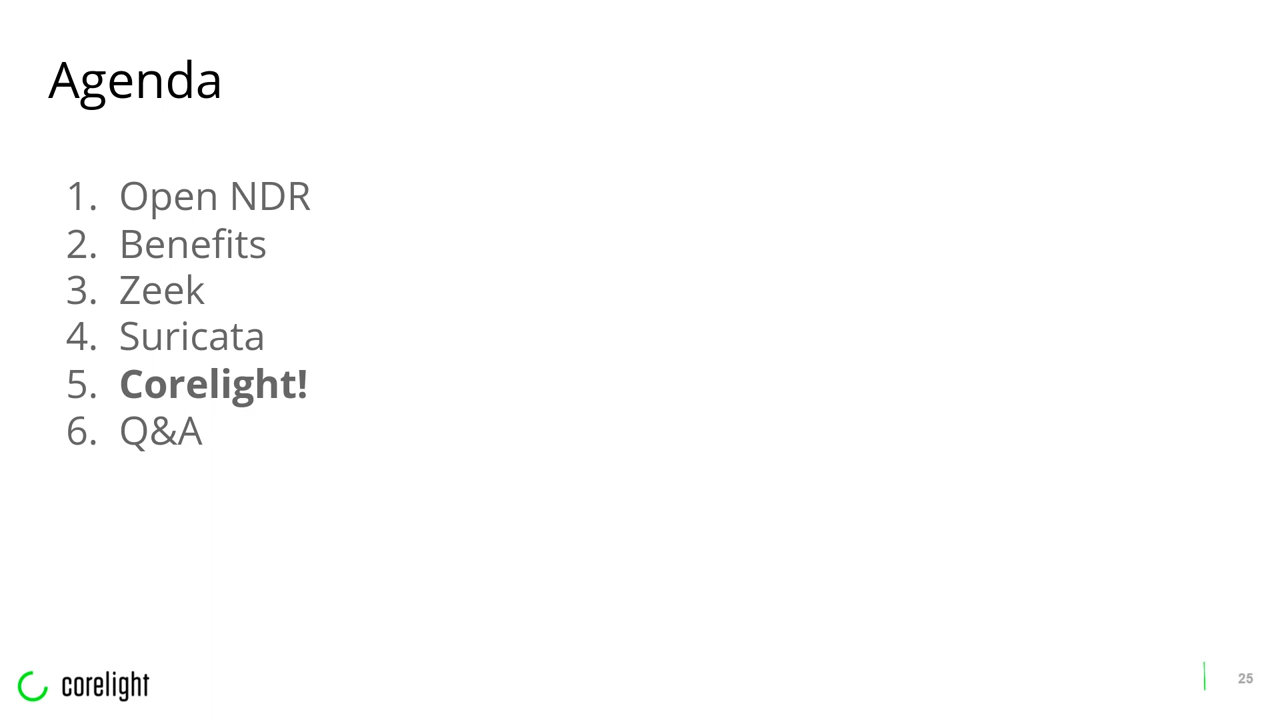 Agenda
1. Open NDR
2. Benefits
3. Zeek
4. Suricata
5. Corelight!
6. Q&A
corelight
25